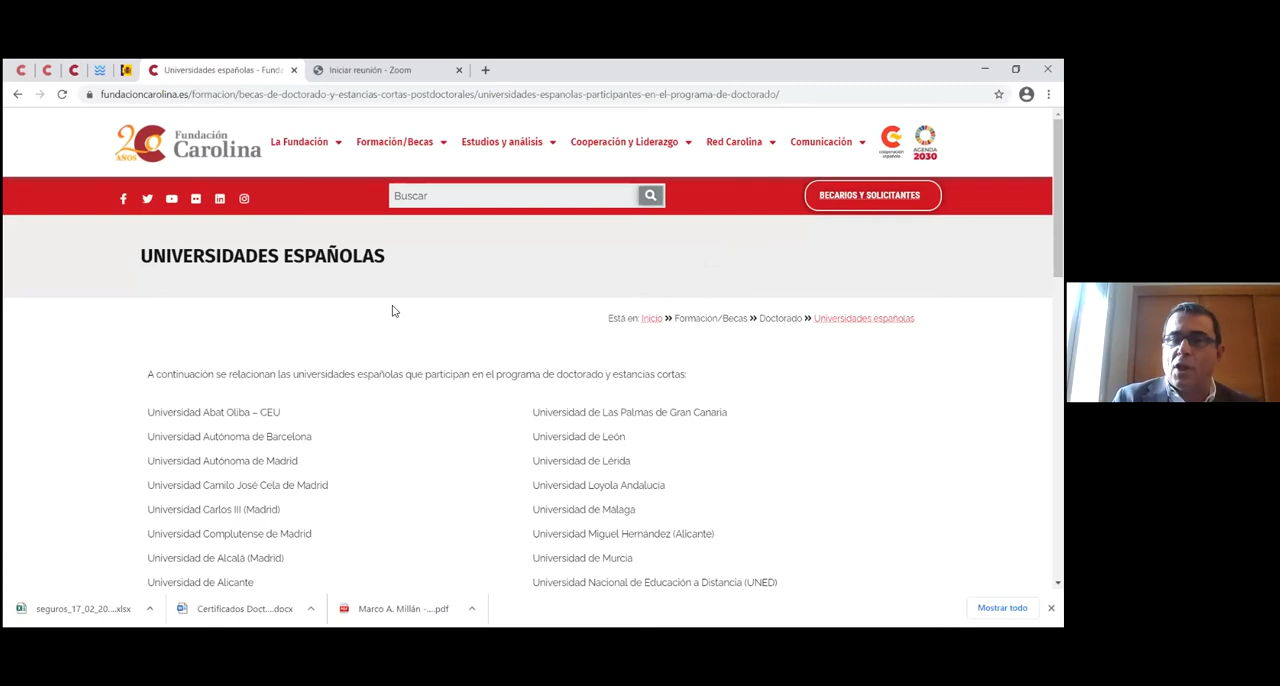 Universidades españolas - Funda
Iniciar reunión - Zoom
fundacioncarolina.es/formacion/becas-de-doctorado-y-estancias-cortas-postdoctorales/universidades-espanolas-participantes-en-el-programa-de-doctorado/
20 AÑOS
Fundación Carolina
La Fundación
Formación/Becas
Estudios y análisis
Cooperación y Liderazgo
Red Carolina
Comunicación
cooperación española
AGENDA 2030
Buscar
BECARIOS Y SOLICITANTES
UNIVERSIDADES ESPAÑOLAS
Está en: Inicio » Formación/Becas » Doctorado » Universidades españolas
A continuación se relacionan las universidades españolas que participan en el programa de doctorado y estancias cortas:
Universidad Abat Oliba – CEU
Universidad Autónoma de Barcelona
Universidad Autónoma de Madrid
Universidad Camilo José Cela de Madrid
Universidad Carlos III (Madrid)
Universidad Complutense de Madrid
Universidad de Alcalá (Madrid)
Universidad de Alicante
Universidad de Las Palmas de Gran Canaria
Universidad de León
Universidad de Lérida
Universidad Loyola Andalucía
Universidad de Málaga
Universidad Miguel Hernández (Alicante)
Universidad de Murcia
Universidad Nacional de Educación a Distancia (UNED)
seguros_17_02_20....xlsx
Certificados Doct....docx
Marco A. Millán -....pdf
Mostrar todo